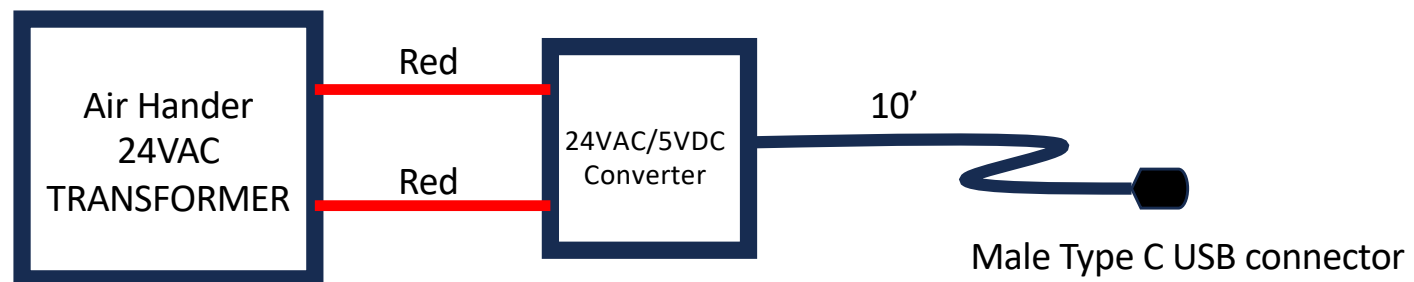 Air Hander
24VAC
TRANSFORMER
Red
Red
24VAC/5VDC
Converter
10’
Male Type C USB connector